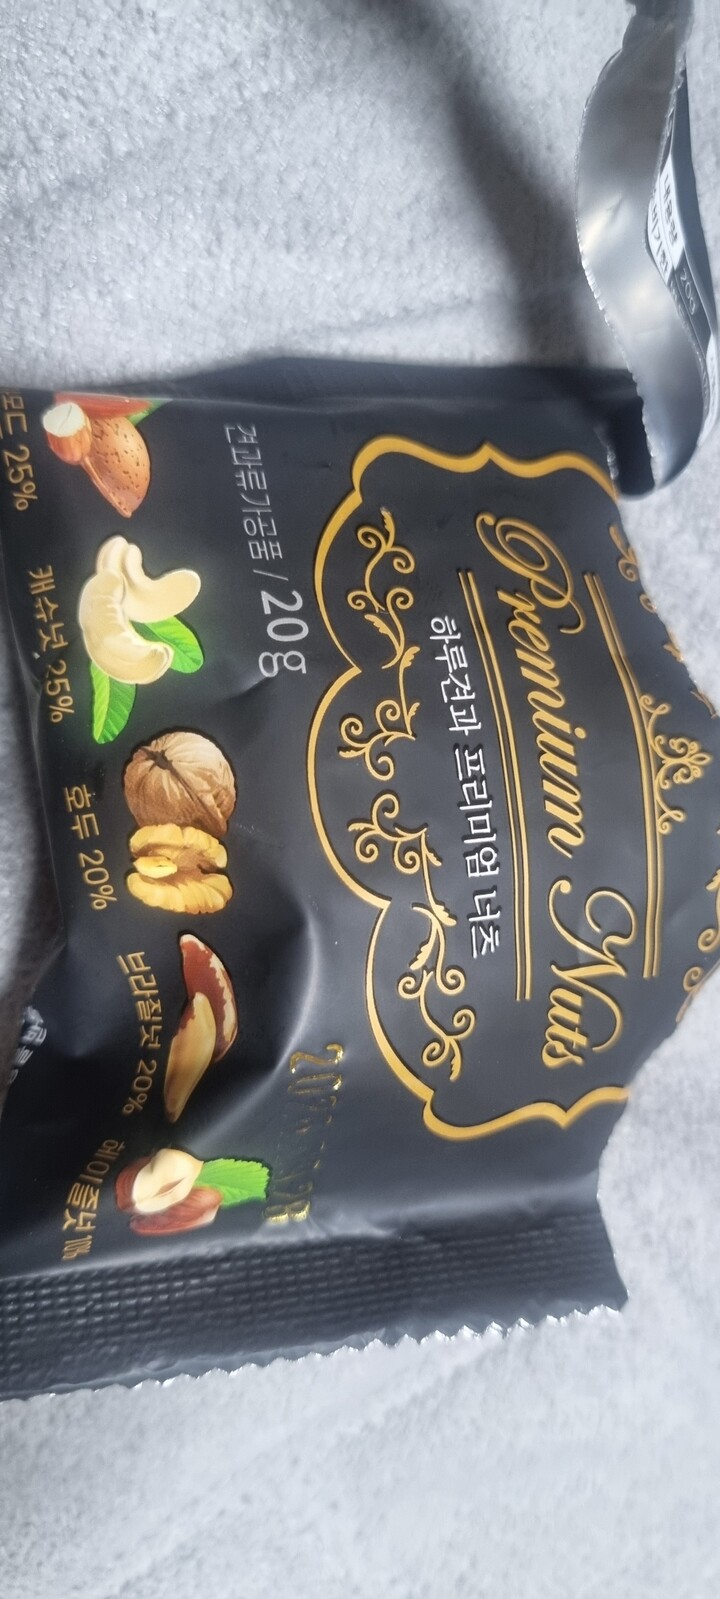 Premium Nuts
하루견과 프리미엄 너츠
견과류가공품 / 20g
25%
캐슈넛 25%
호두 20%
브라질넛 20%
헤이즐넛 10%
20g